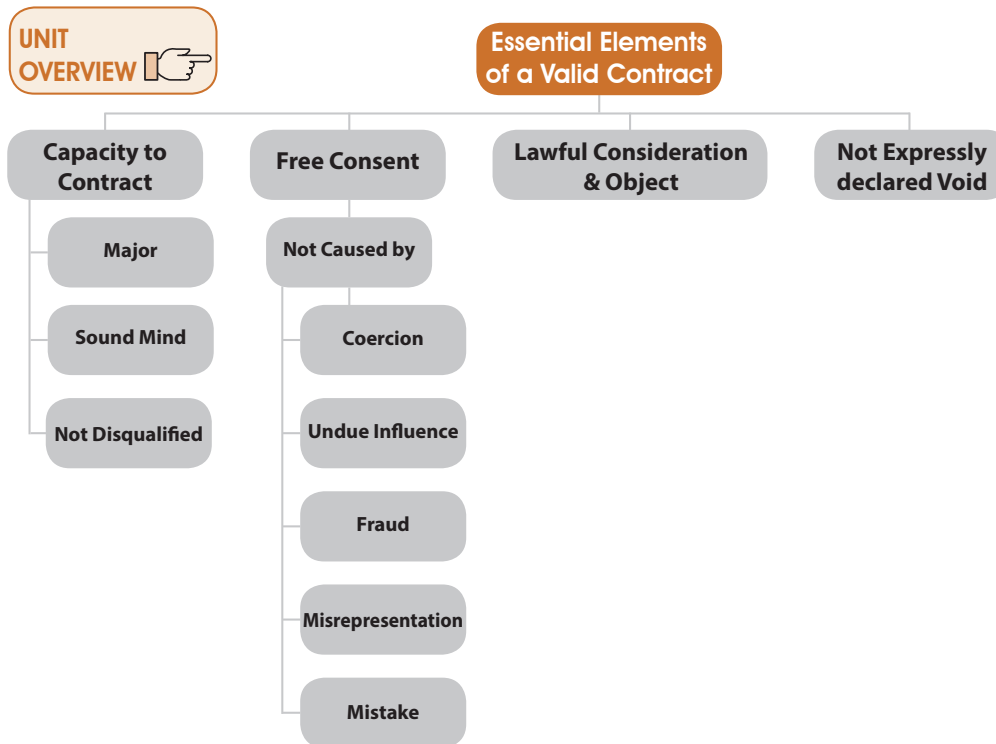 UNIT
OVERVIEW
Essential Elements
of a Valid Contract
Capacity to
Contract
Major
Sound Mind
Not Disqualified
Free Consent
Not Caused by
Coercion
Undue Influence
Fraud
Misrepresentation
Mistake
Lawful Consideration
& Object
Not Expressly
declared Void